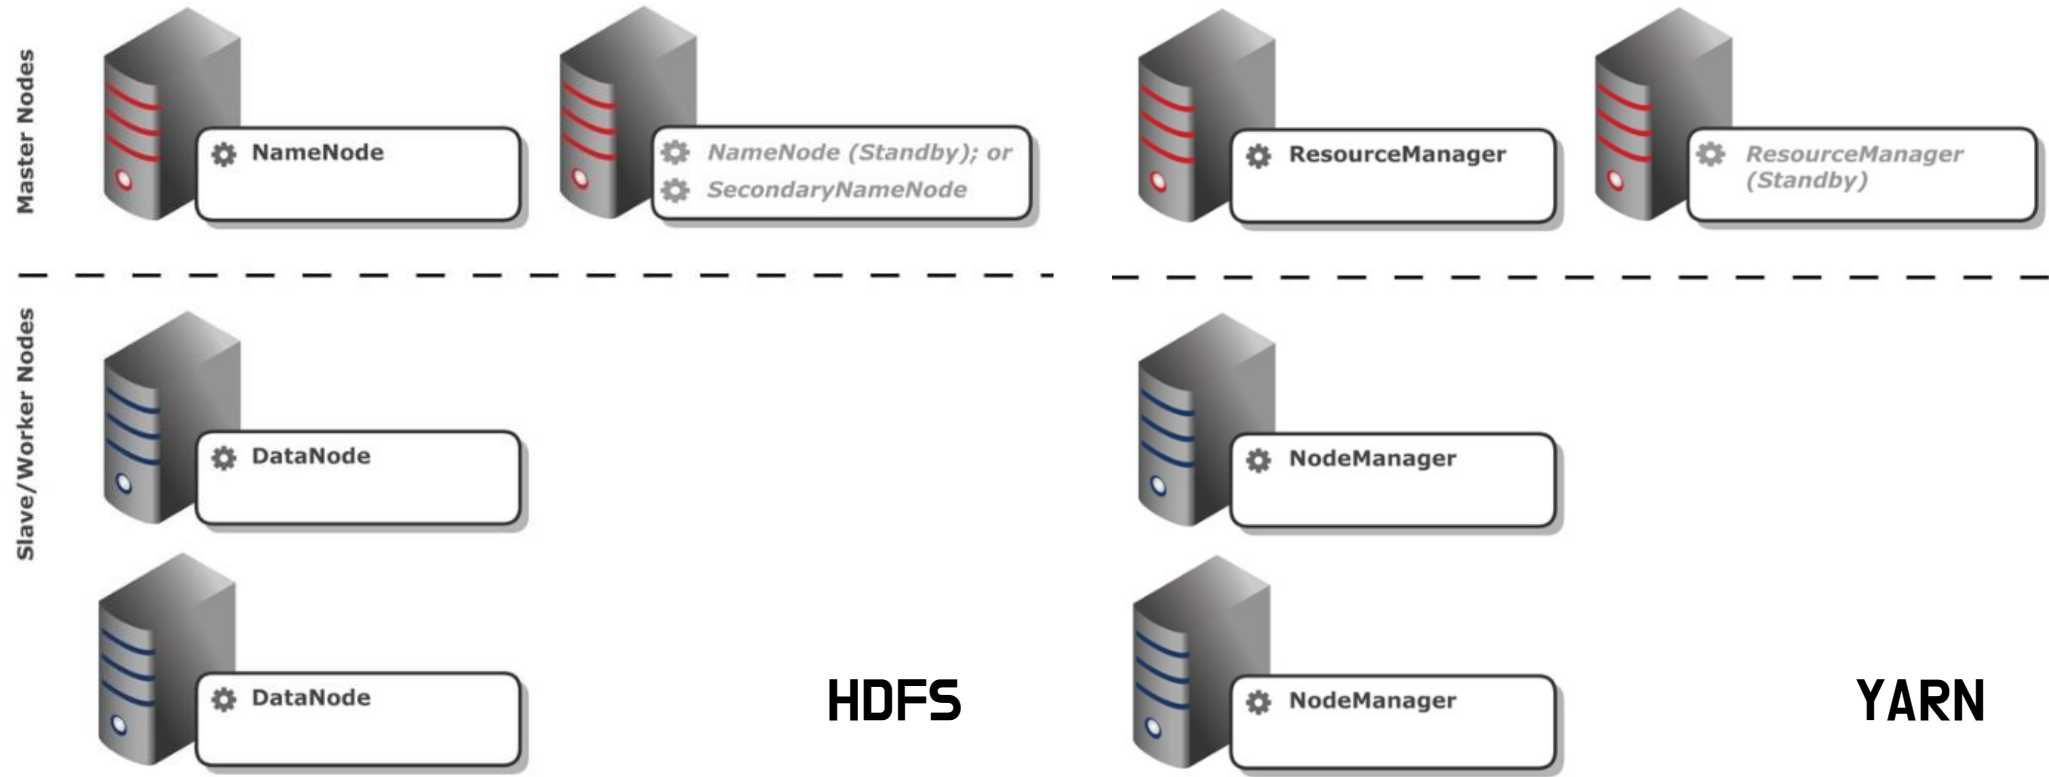 Master Nodes
NameNode
NameNode (Standby); or
SecondaryNameNode
ResourceManager
ResourceManager
(Standby)
Slave/Worker Nodes
DataNode
NodeManager
DataNode
HDFS
NodeManager
YARN